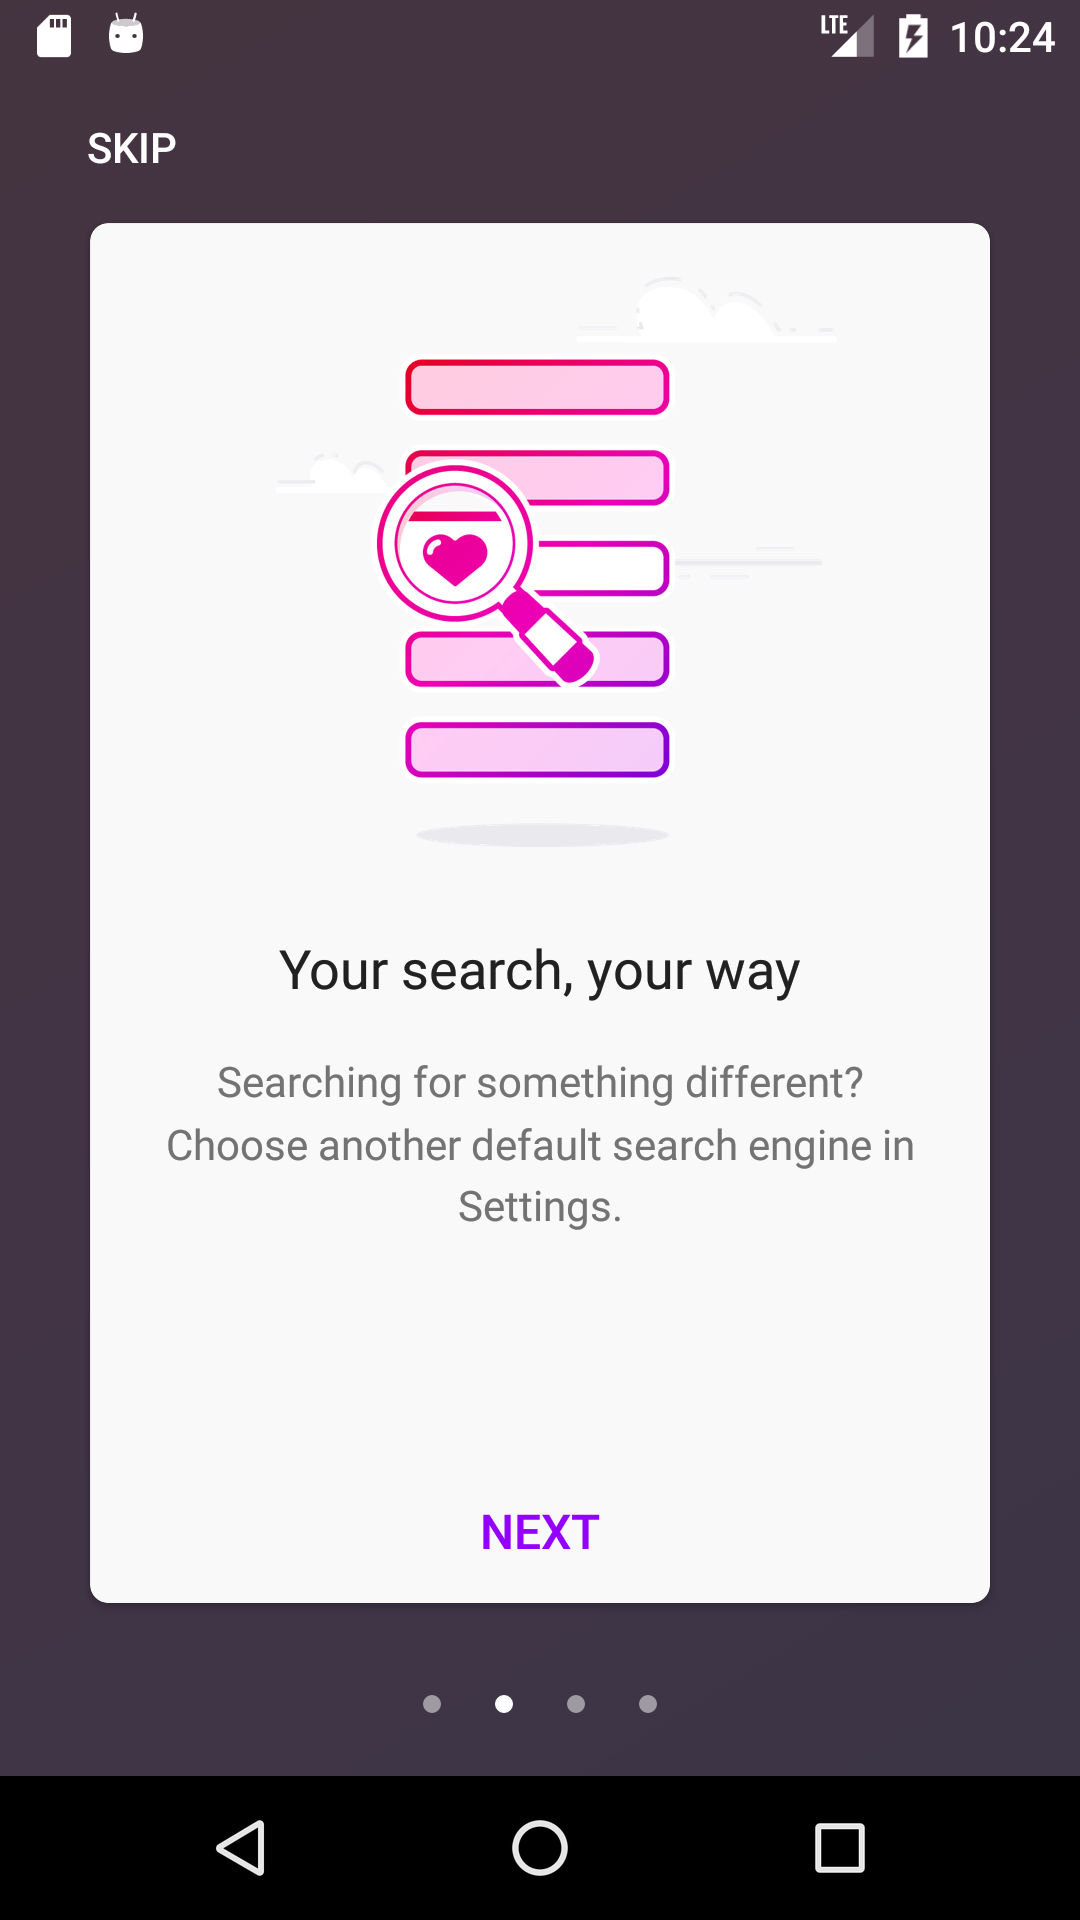 LTE 10:24
SKIP
Your search, your way
Searching for something different?
Choose another default search engine in
Settings.
NEXT